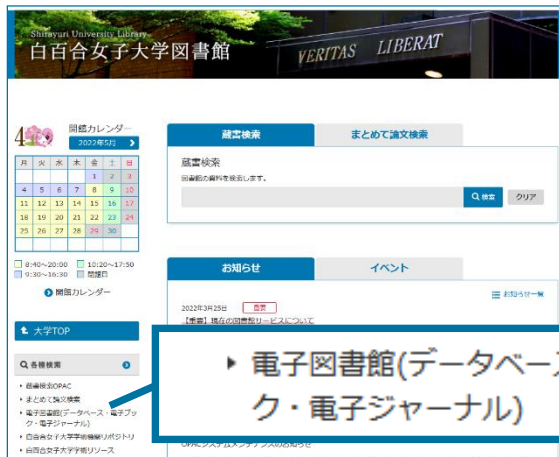 Shirayuri University Library
白百合女子大学図書館
VERITAS LIBERAT
4
開館カレンダー
2022年5月
月 火 水 木 金 土 日
1 2 3
4 5 6 7 8 9 10
11 12 13 14 15 16 17
18 19 20 21 22 23 24
25 26 27 28 29 30
8:40~20:00 10:20~17:50
9:30~16:30 閉館日
開館カレンダー
大学TOP
各種検索
蔵書検索OPAC
まとめて論文検索
電子図書館(データベース・電子ブッ
ク・電子ジャーナル)
白百合女子大学学術機関リポジトリ
白百合女子大学学術リソース
蔵書検索 まとめて論文検索
蔵書検索
図書館の資料を検索します。
検索 クリア
お知らせ イベント
お知らせ一覧
2022年3月25日 重要
【重要】現在の図書館サービスについて
電子図書館(データベース
ク・電子ジャーナル)
OPACシステムメンテナンスのお知らせ